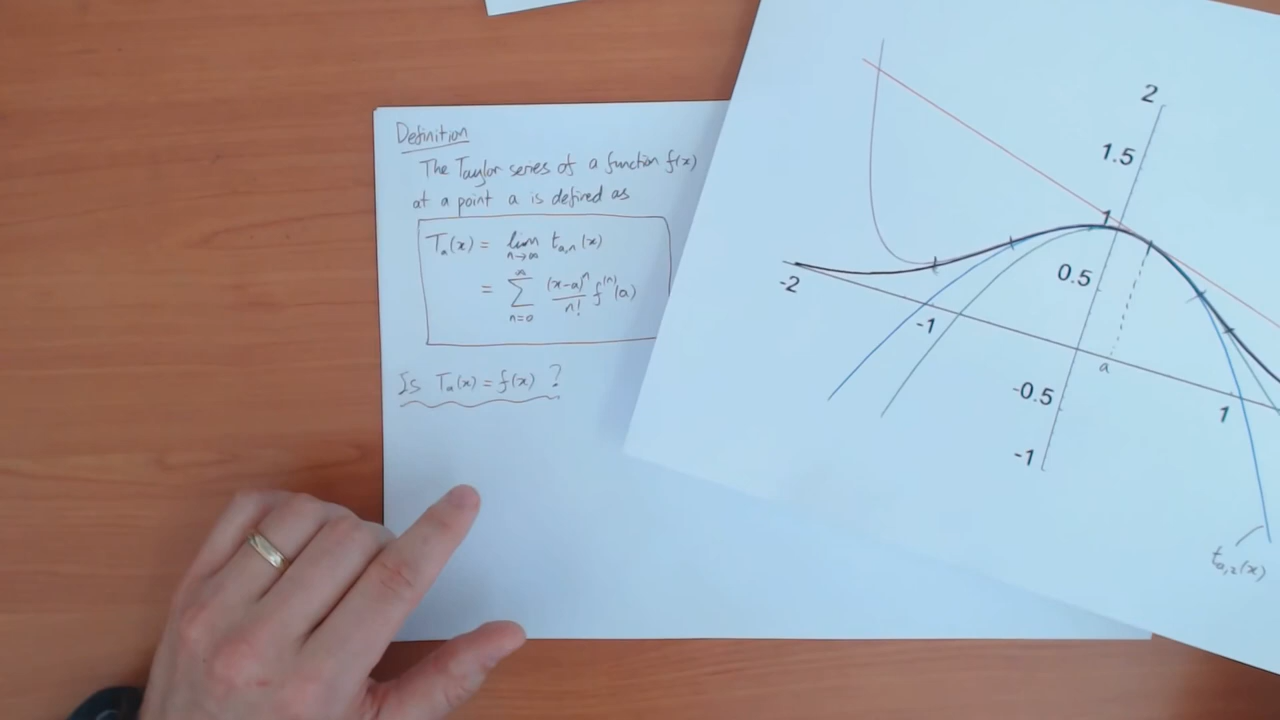 Definition
The Taylor series of a function f(x)
at a point a is defined as
Tₐ(x) = lim n→∞ tₐ,ₙ(x)
= ∑ n=0 ∞ (x-a)ⁿ/n! f⁽ⁿ⁾(a)
Is Tₐ(x) = f(x) ?
2
1.5
1
0.5
-2
-1
a
-0.5
1
-1
tₐ,₂(x)